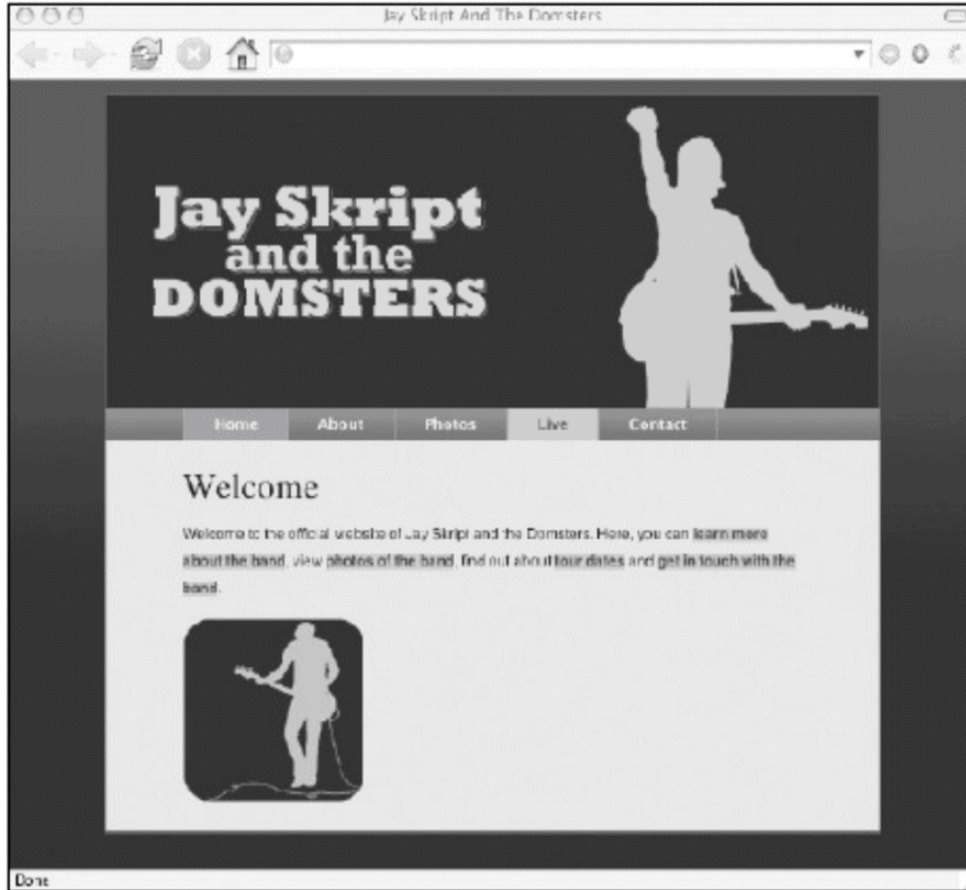 Jay Skript And The Domsters
Jay Skript
and the
DOMSTERS
Home About Photos Live Contact
Welcome
Welcome to the official website of Jay Skript and the Domsters. Here, you can learn more
about the band, view photos of the band, find out about tour dates and get in touch with the
band.
Done